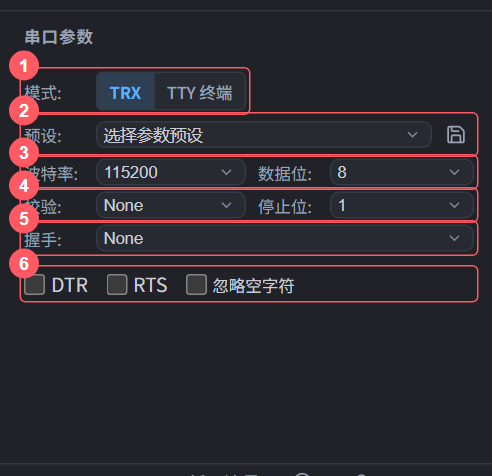 串口参数
1
模式: TRX TTY 终端
2
预设: 选择参数预设
3
波特率: 115200 数据位: 8
4
校验: None 停止位: 1
5
握手: None
6
DTR RTS 忽略空字符